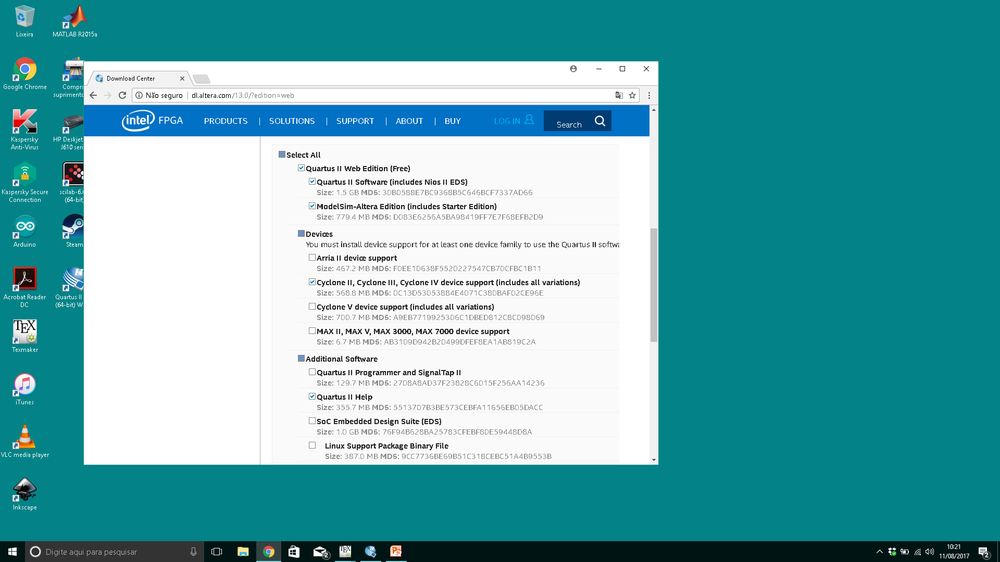 Lixeira
MATLAB R2015a
Google Chrome
Compra
suprimento
Kaspersky
Anti-Virus
HP Deskjet
J610 seri
Kaspersky Secure
Connection
scilab-6.
(64-bit)
Arduino
Steam
Acrobat Reader
DC
Quartus II
(64-bit) W
TEX
Texmaker
iTunes
VLC media player
Inkscape
Download Center
Não seguro
dl.altera.com/13.0/?edition=web
intel FPGA
PRODUCTS | SOLUTIONS | SUPPORT | ABOUT | BUY
LOG IN
Search
Select All
Quartus II Web Edition (Free)
Quartus II Software (includes Nios II EDS)
Size: 1.5 GB MD5: 30B0588E7BC9368B5C646BCF7337AD66
ModelSim-Altera Edition (includes Starter Edition)
Size: 779.4 MB MD5: D083E6256A5BA98419FF7E7F68EFB2D9
Devices
You must install device support for at least one device family to use the Quartus II softwa
Arria II device support
Size: 467.2 MB MD5: F0EE10638F5520227547CB70CFBC1B11
Cyclone II, Cyclone III, Cyclone IV device support (includes all variations)
Size: 568.8 MB MD5: 0C13D53053884E4071C380BAF02CE96E
Cyclone V device support (includes all variations)
Size: 700.7 MB MD5: A9EB7719925306C1DBED812C8C098069
MAX II, MAX V, MAX 3000, MAX 7000 device support
Size: 6.7 MB MD5: AB3109D942B20499DFEF8EA1AB819C2A
Additional Software
Quartus II Programmer and SignalTap II
Size: 129.7 MB MD5: 2708A8AD37F23828C6015F256AA14236
Quartus II Help
Size: 355.7 MB MD5: 5513707B3BE573CEBFA11656EB05DACC
SoC Embedded Design Suite (EDS)
Size: 1.0 GB MD5: 76F94B628BA25783CFEBF80E59448D8A
Linux Support Package Binary File
Size: 387.0 MB MD5: 9CC7736BE69B51C318CEBC51A4B9553B
Digite aqui para pesquisar
2
TEX
10:21
11/08/2017
2